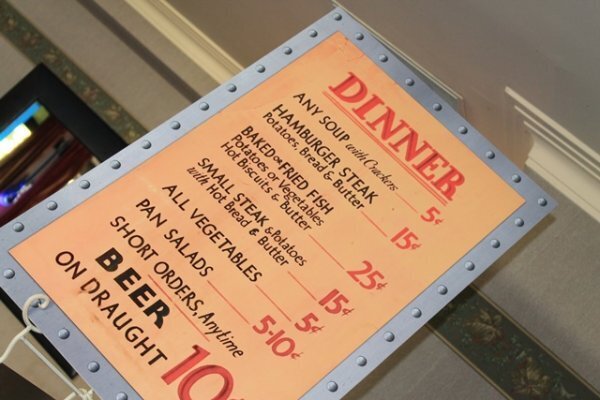 DINNER
ANY SOUP with Crackers 5¢
HAMBURGER STEAK
Potatoes, Bread & Butter 15¢
BAKED or FRIED FISH
Potatoes or Vegetables
Hot Biscuits & Butter 25¢
SMALL STEAK & Potatoes
with Hot Bread & Butter 15¢
ALL VEGETABLES 5¢
PAN SALADS 5-10¢
SHORT ORDERS, Anytime
BEER
ON DRAUGHT 10¢